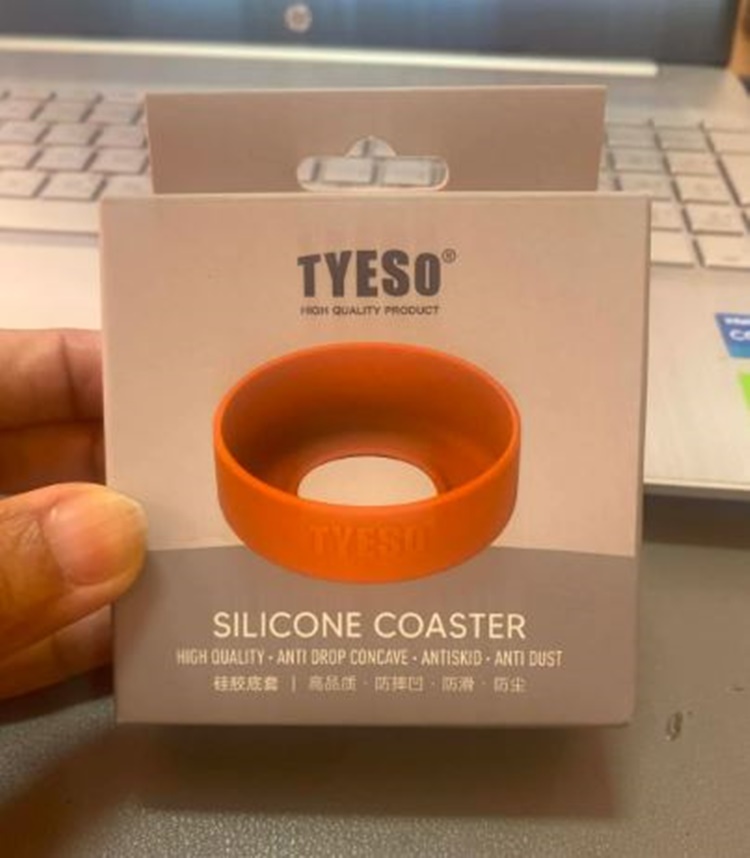 TYESO®
HIGH QUALITY PRODUCT
TYESO
SILICONE COASTER
HIGH QUALITY · ANTI DROP CONCAVE · ANTISKID · ANTI DUST
硅胶底套 | 高品质 · 防摔凹 · 防滑 · 防尘